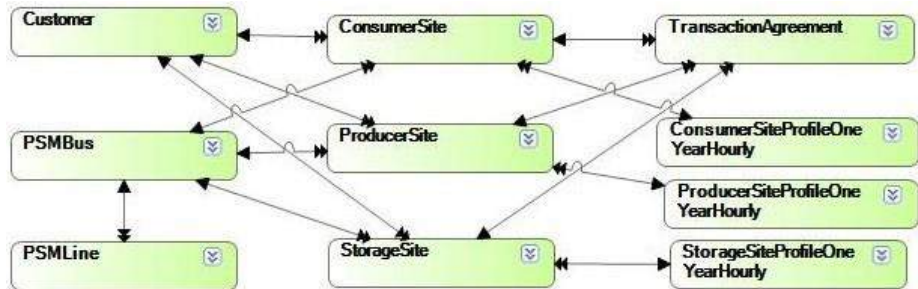 Customer
ConsumerSite
TransactionAgreement
PSMBus
ProducerSite
ConsumerSiteProfileOne
YearHourly
ProducerSiteProfileOne
YearHourly
PSMLine
StorageSite
StorageSiteProfileOne
YearHourly